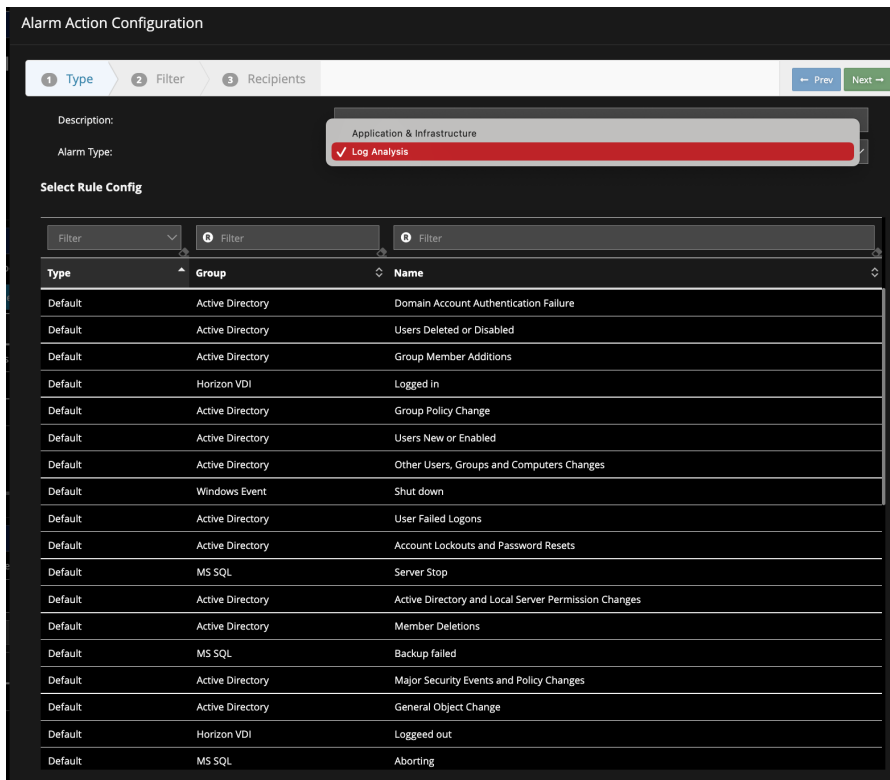 Alarm Action Configuration
1 Type 2 Filter 3 Recipients ← Prev Next →
Description:
Application & Infrastructure
Alarm Type:
✓ Log Analysis
Select Rule Config
Filter R Filter R Filter
Type Group Name
Default Active Directory Domain Account Authentication Failure
Default Active Directory Users Deleted or Disabled
Default Active Directory Group Member Additions
Default Horizon VDI Logged in
Default Active Directory Group Policy Change
Default Active Directory Users New or Enabled
Default Active Directory Other Users, Groups and Computers Changes
Default Windows Event Shut down
Default Active Directory User Failed Logons
Default Active Directory Account Lockouts and Password Resets
Default MS SQL Server Stop
Default Active Directory Active Directory and Local Server Permission Changes
Default Active Directory Member Deletions
Default MS SQL Backup failed
Default Active Directory Major Security Events and Policy Changes
Default Active Directory General Object Change
Default Horizon VDI Loggeed out
Default MS SQL Aborting